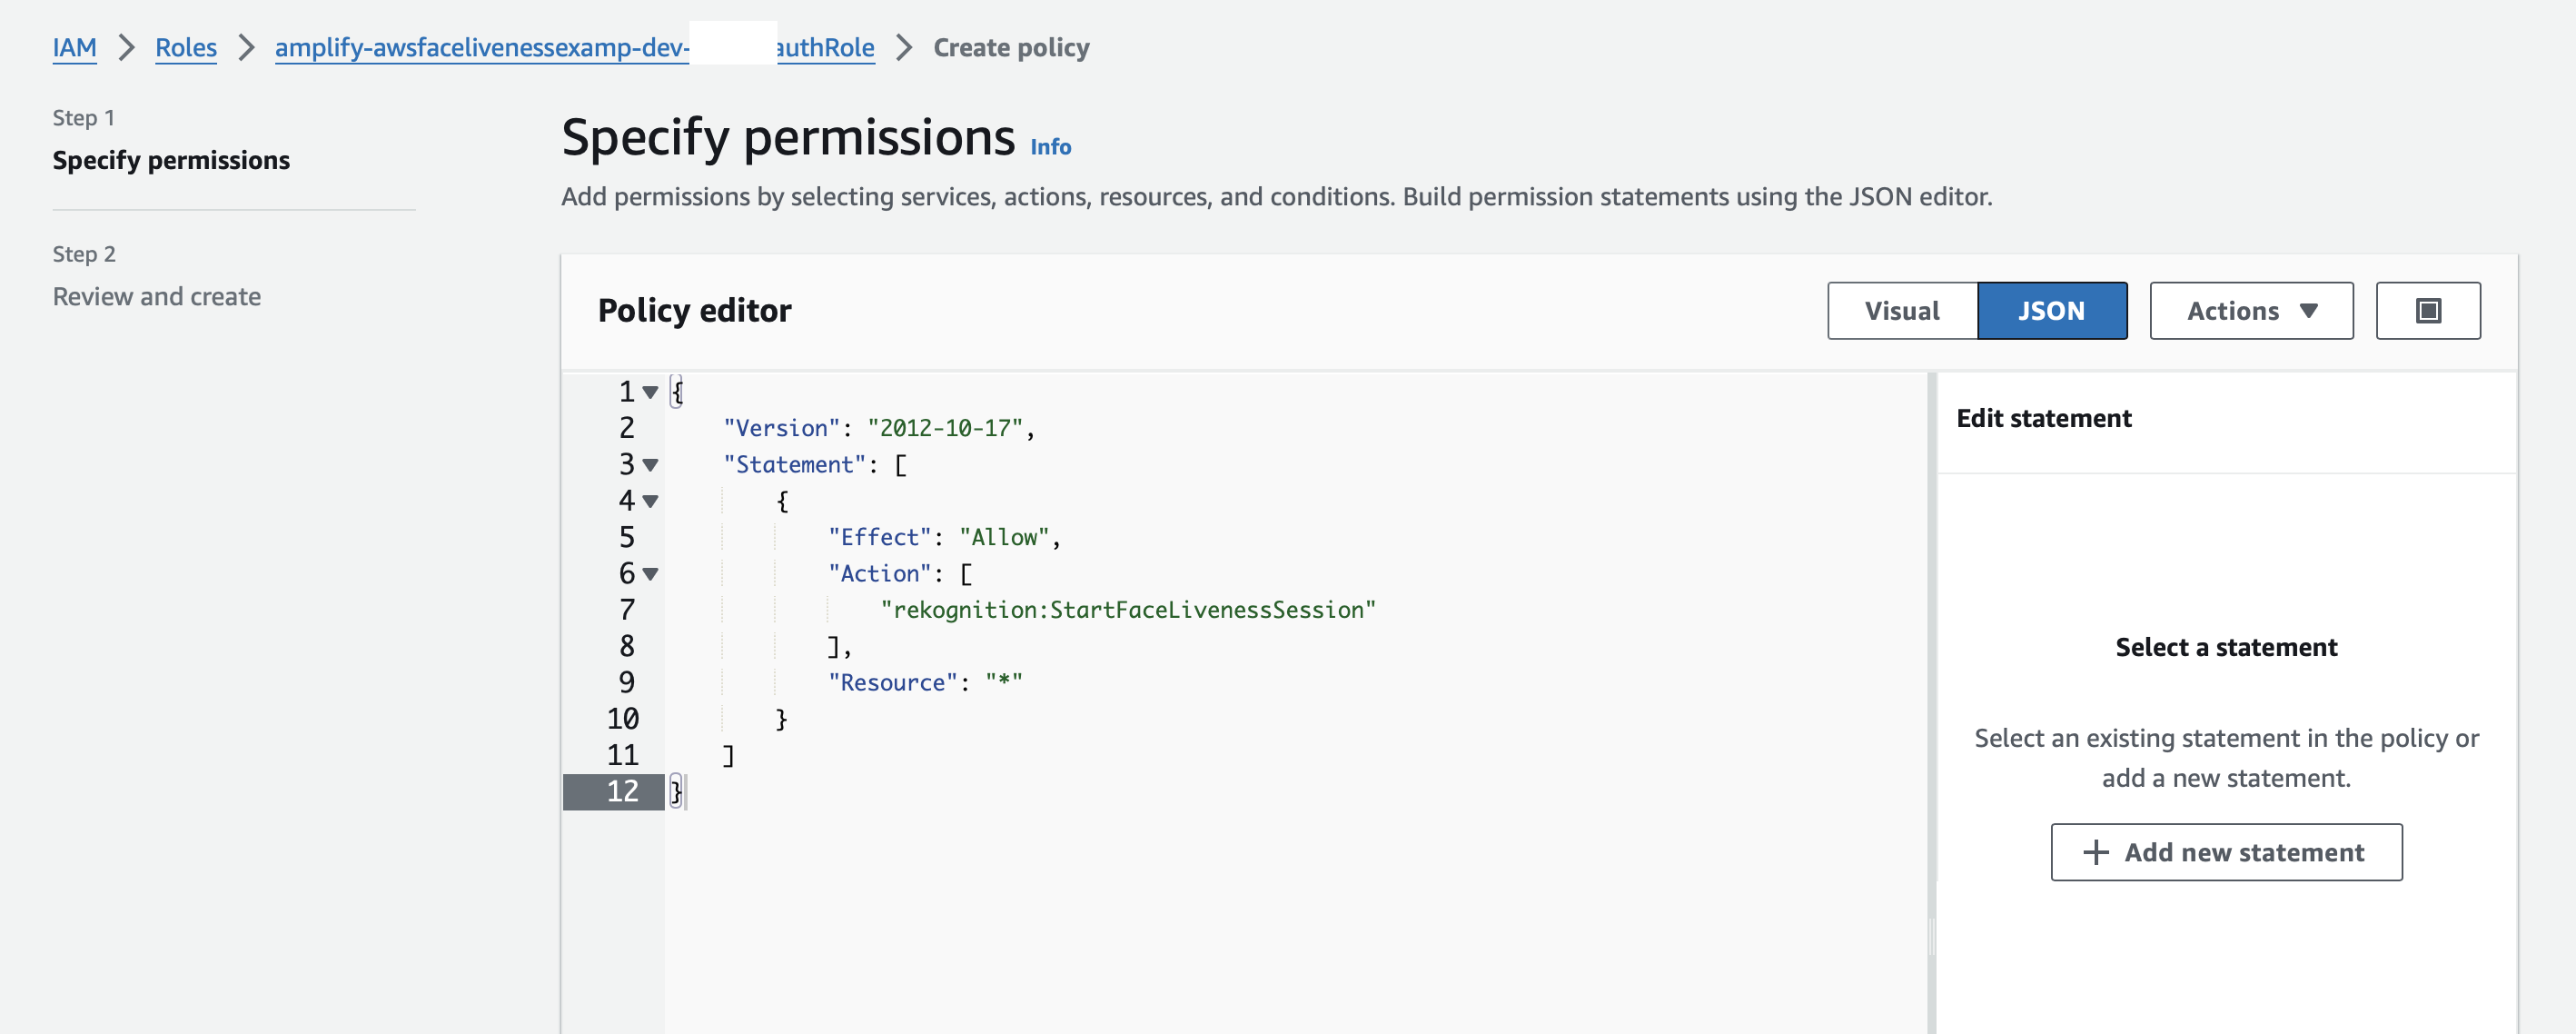 IAM > Roles > amplify-awsfacelivenessexamp-dev- authRole > Create policy
Step 1
Specify permissions
Step 2
Review and create
Specify permissions Info
Add permissions by selecting services, actions, resources, and conditions. Build permission statements using the JSON editor.
Policy editor
Visual JSON Actions
1 {
2 "Version": "2012-10-17",
3 "Statement": [
4 {
5 "Effect": "Allow",
6 "Action": [
7 "rekognition:StartFaceLivenessSession"
8 ],
9 "Resource": "*"
10 }
11 ]
12 }
Edit statement
Select a statement
Select an existing statement in the policy or
add a new statement.
+ Add new statement